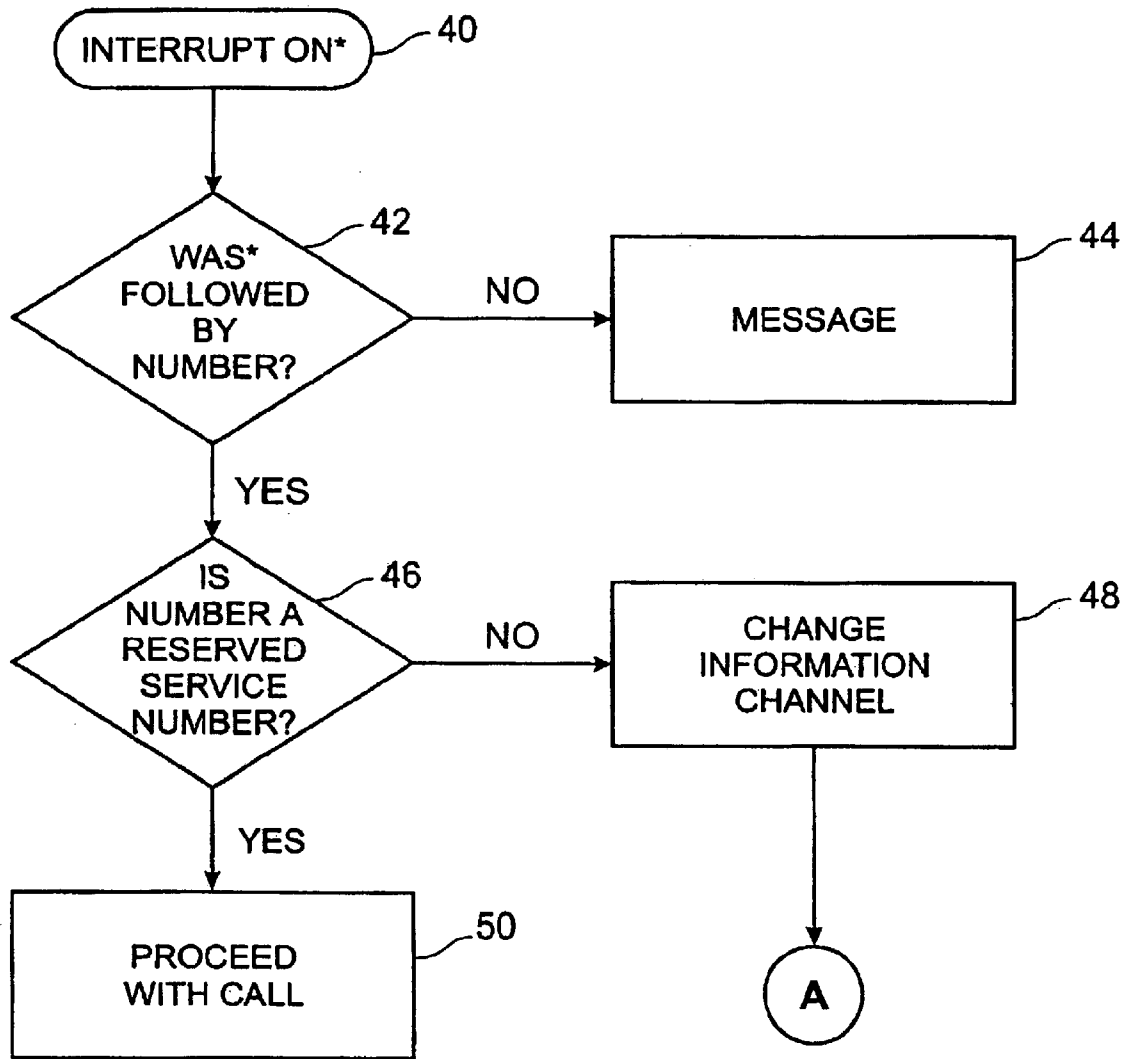 INTERRUPT ON*
40
WAS*
FOLLOWED
BY
NUMBER?
42
NO
MESSAGE
44
YES
IS
NUMBER A
RESERVED
SERVICE
NUMBER?
46
NO
CHANGE
INFORMATION
CHANNEL
48
YES
PROCEED
WITH CALL
50
A